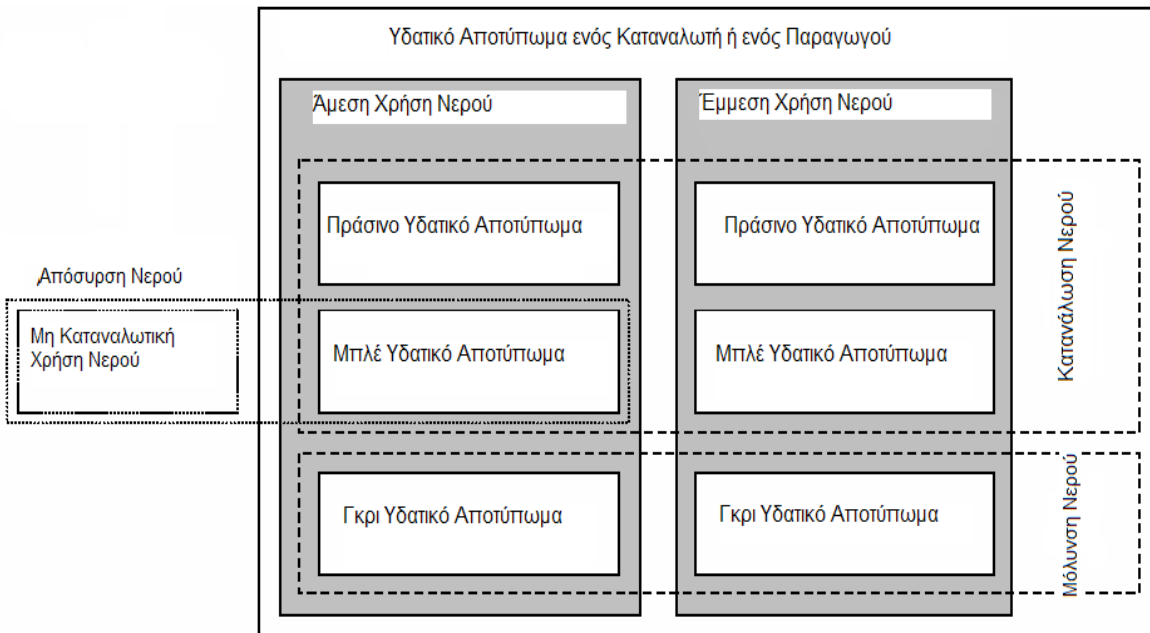 Υδατικό Αποτύπωμα ενός Καταναλωτή ή ενός Παραγωγού
Άμεση Χρήση Νερού
Έμμεση Χρήση Νερού
Πράσινο Υδατικό Αποτύπωμα
Πράσινο Υδατικό Αποτύπωμα
Κατανάλωση Νερού
Απόσυρση Νερού
Μη Καταναλωτική
Χρήση Νερού
Μπλέ Υδατικό Αποτύπωμα
Μπλέ Υδατικό Αποτύπωμα
Γκρι Υδατικό Αποτύπωμα
Γκρι Υδατικό Αποτύπωμα
Μόλυνση Νερού